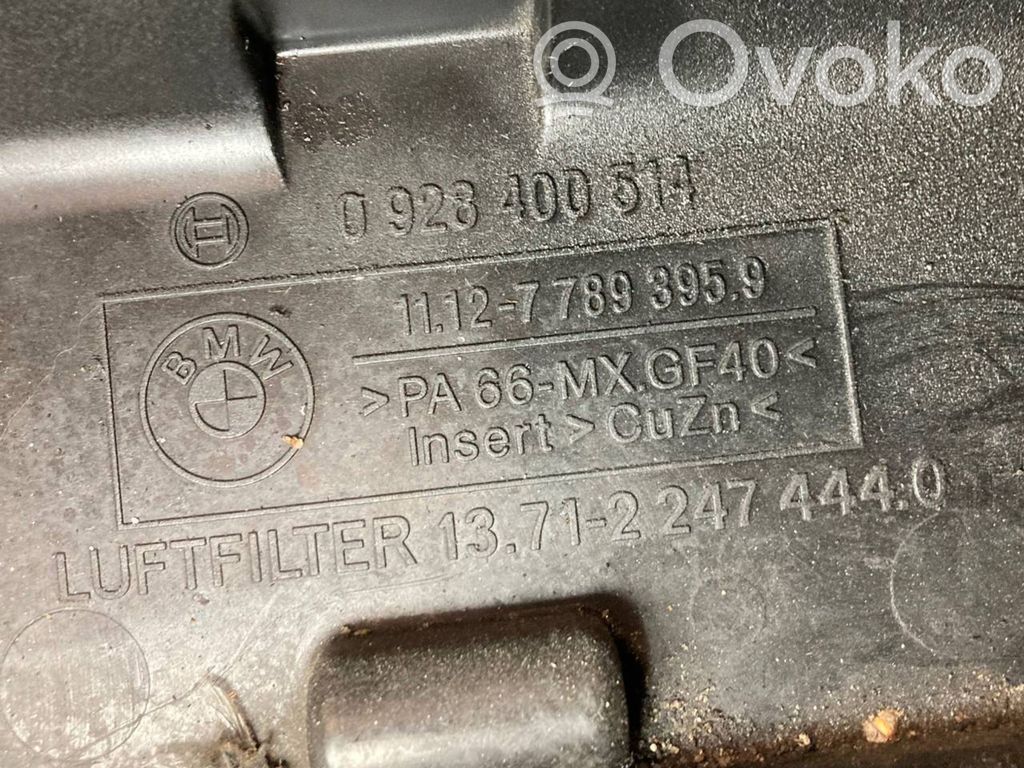 Ovoko
0 928 400 514
BMW
11.12-7 789 395.9
>PA 66-MX.GF40<
Insert >CuZn<
LUFTFILTER 13.71-2 247 444.0